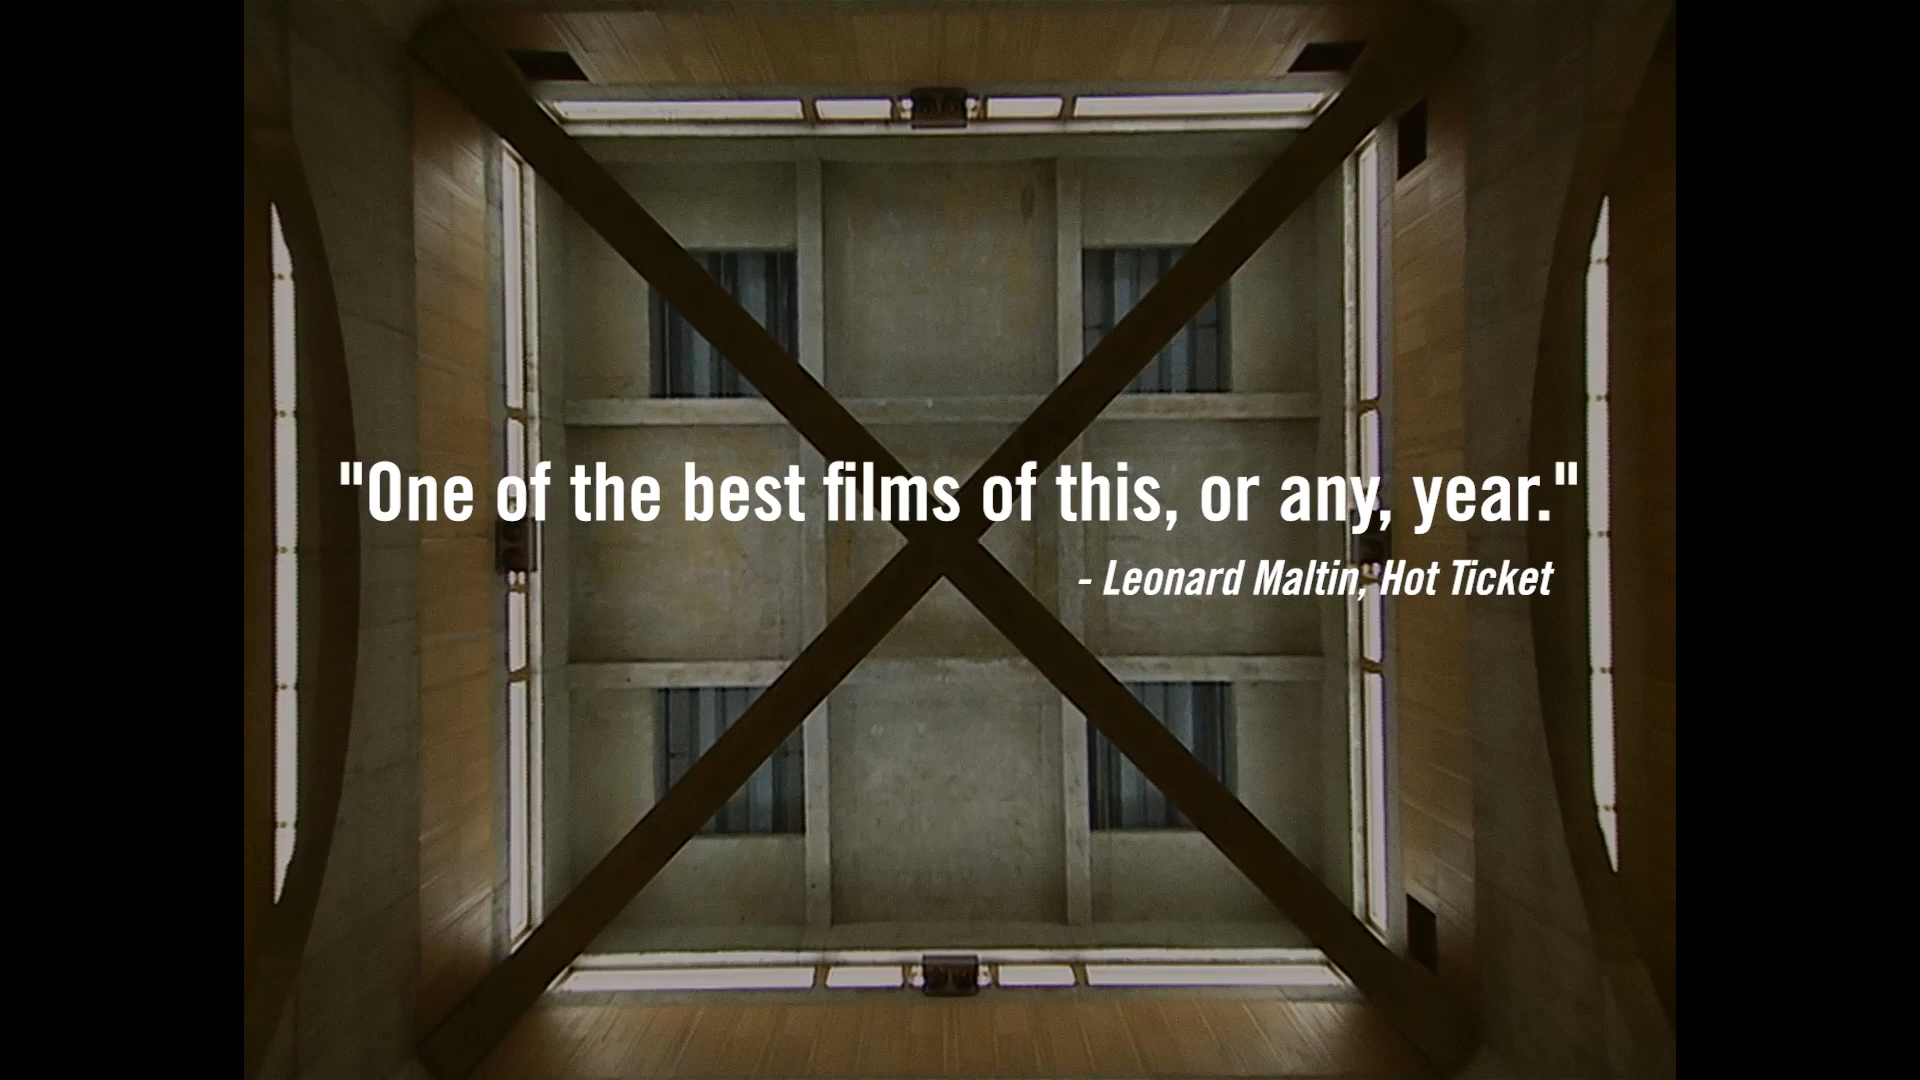 "One of the best films of this, or any, year."
- Leonard Maltin, Hot Ticket